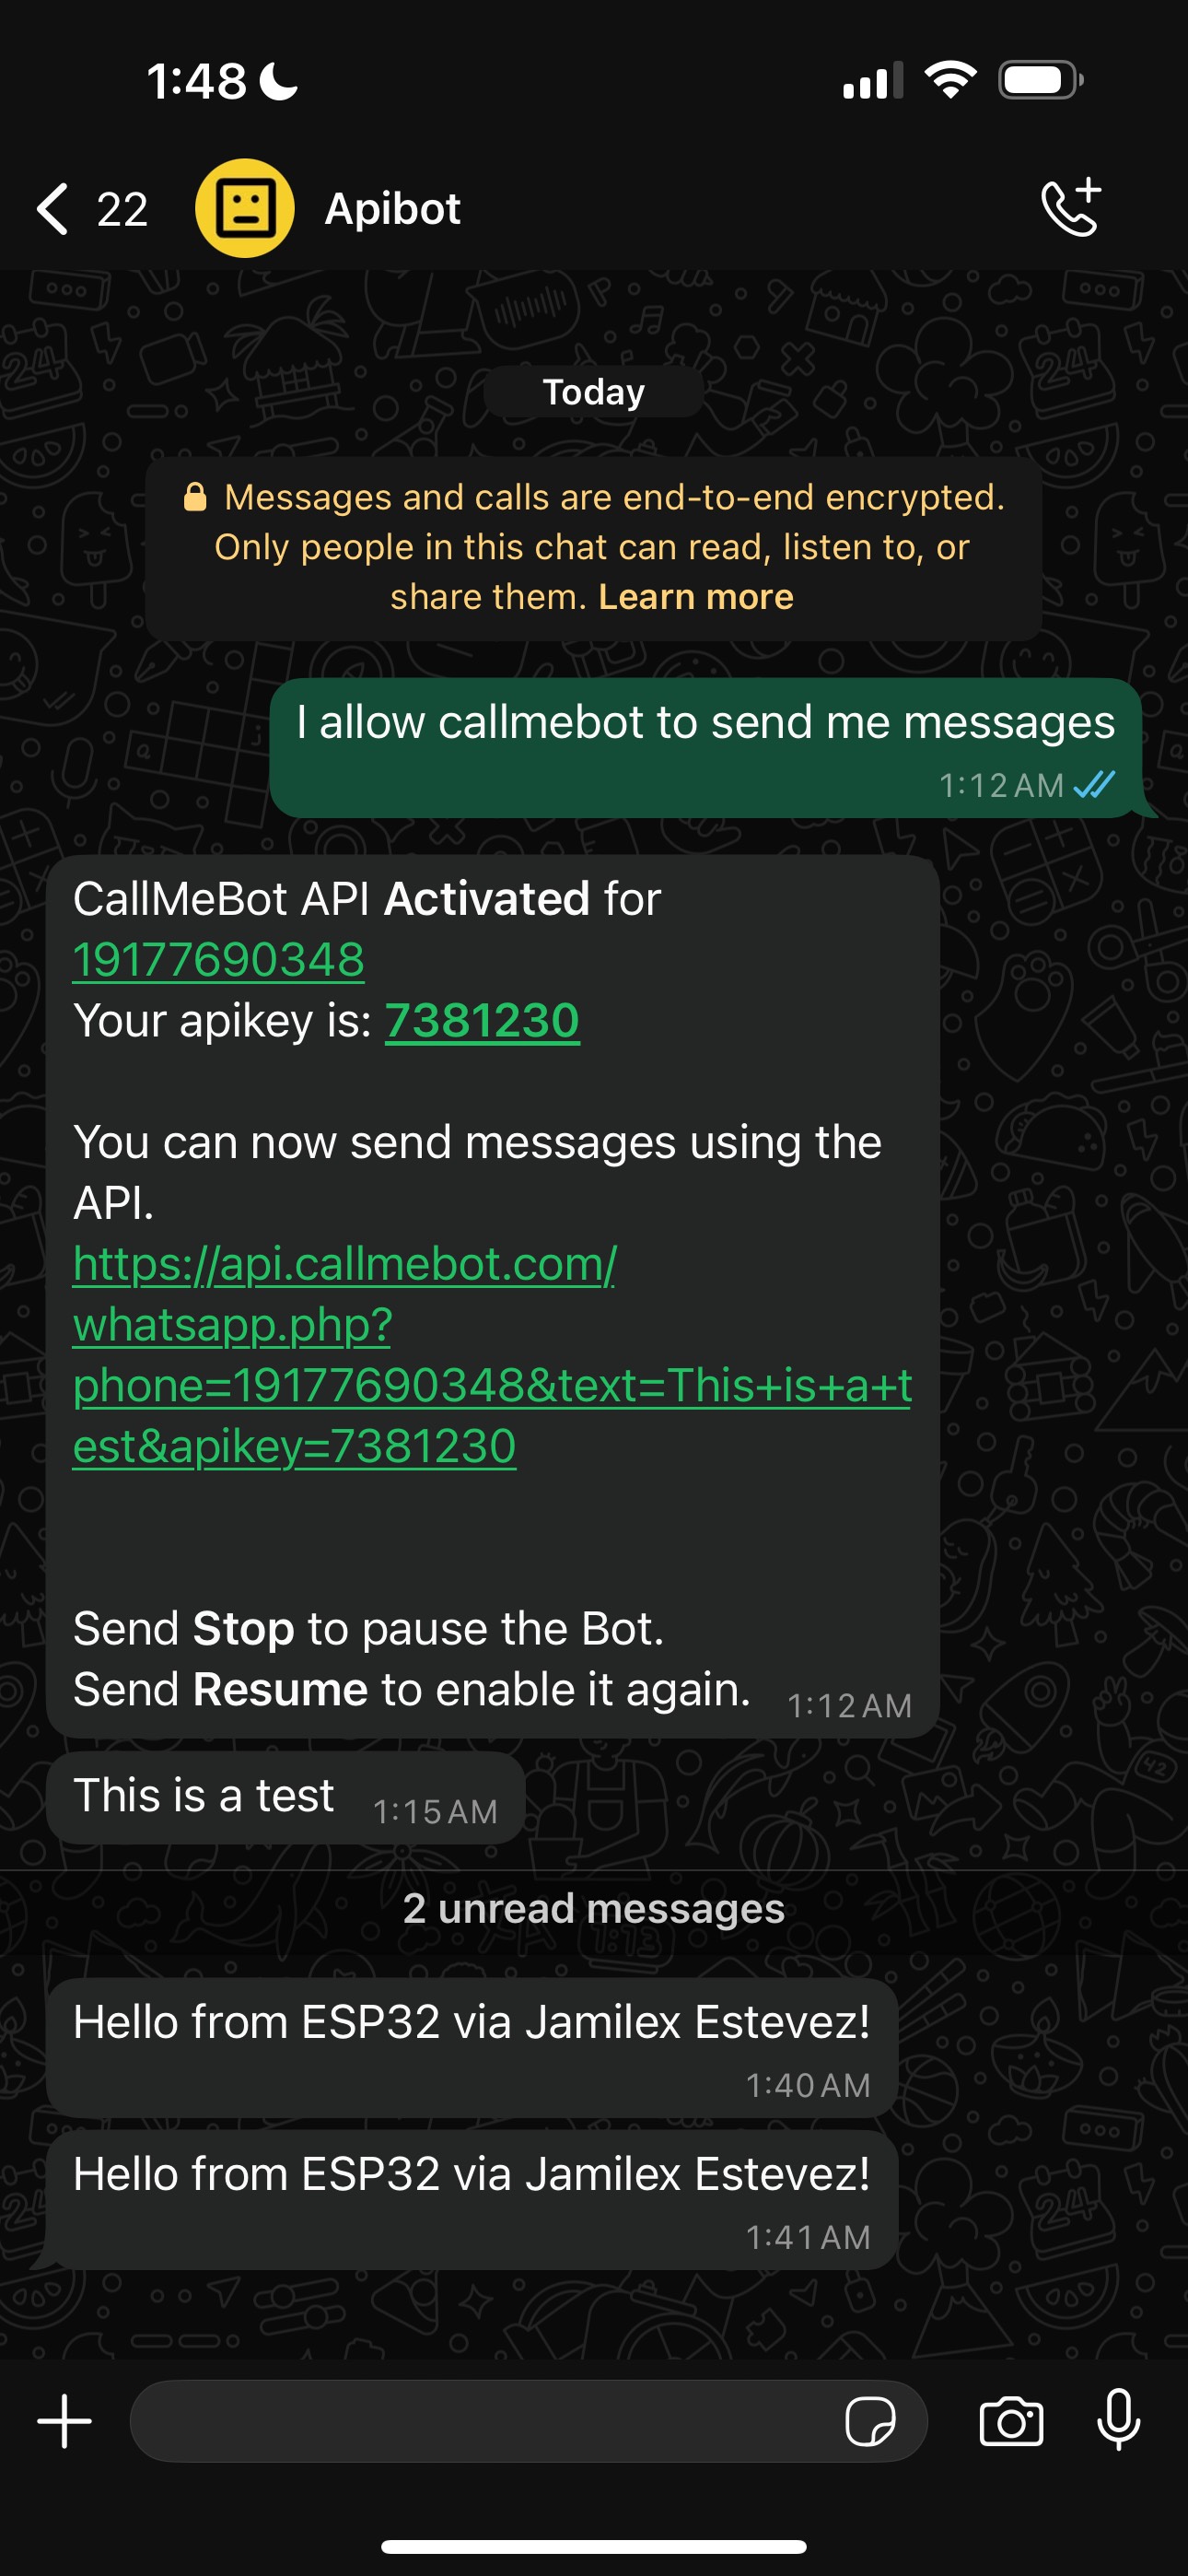 1:48
22
Apibot
Today
Messages and calls are end-to-end encrypted.
Only people in this chat can read, listen to, or
share them. Learn more
I allow callmebot to send me messages
1:12 AM
CallMeBot API Activated for
19177690348
Your apikey is: 7381230
You can now send messages using the
API.
https://api.callmebot.com/
whatsapp.php?
phone=19177690348&text=This+is+a+t
est&apikey=7381230
Send Stop to pause the Bot.
Send Resume to enable it again.
1:12 AM
This is a test
1:15 AM
2 unread messages
Hello from ESP32 via Jamilex Estevez!
1:40 AM
Hello from ESP32 via Jamilex Estevez!
1:41 AM